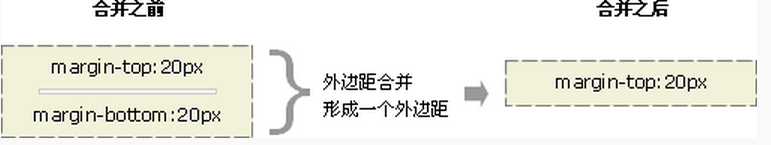 合并之前
合并之后
margin-top:20px
margin-bottom:20px
外边距合并
形成一个外边距
margin-top:20px